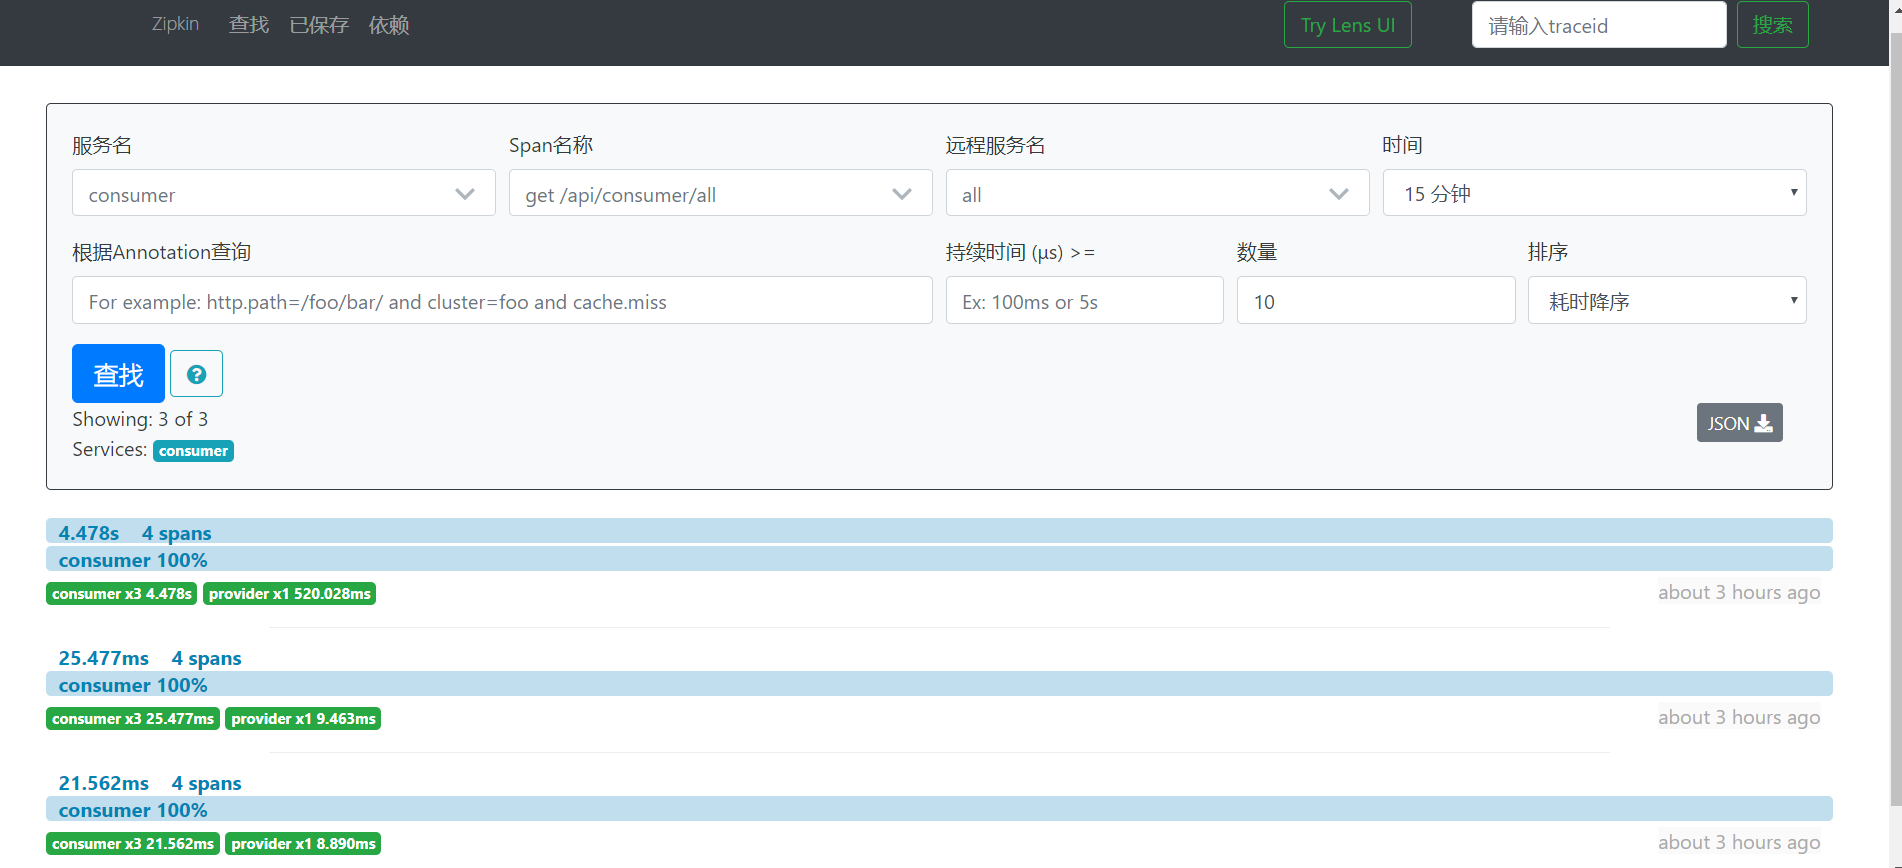 Zipkin 查找 已保存 依赖 Try Lens UI 请输入traceid 搜索
服务名 Span名称 远程服务名 时间
consumer get /api/consumer/all all 15 分钟
根据Annotation查询 持续时间 (μs) >= 数量 排序
For example: http.path=/foo/bar/ and cluster=foo and cache.miss Ex: 100ms or 5s 10 耗时降序
查找
Showing: 3 of 3
JSON
Services: consumer
4.478s 4 spans
consumer 100%
consumer x3 4.478s provider x1 520.028ms about 3 hours ago
25.477ms 4 spans
consumer 100%
consumer x3 25.477ms provider x1 9.463ms about 3 hours ago
21.562ms 4 spans
consumer 100%
consumer x3 21.562ms provider x1 8.890ms about 3 hours ago